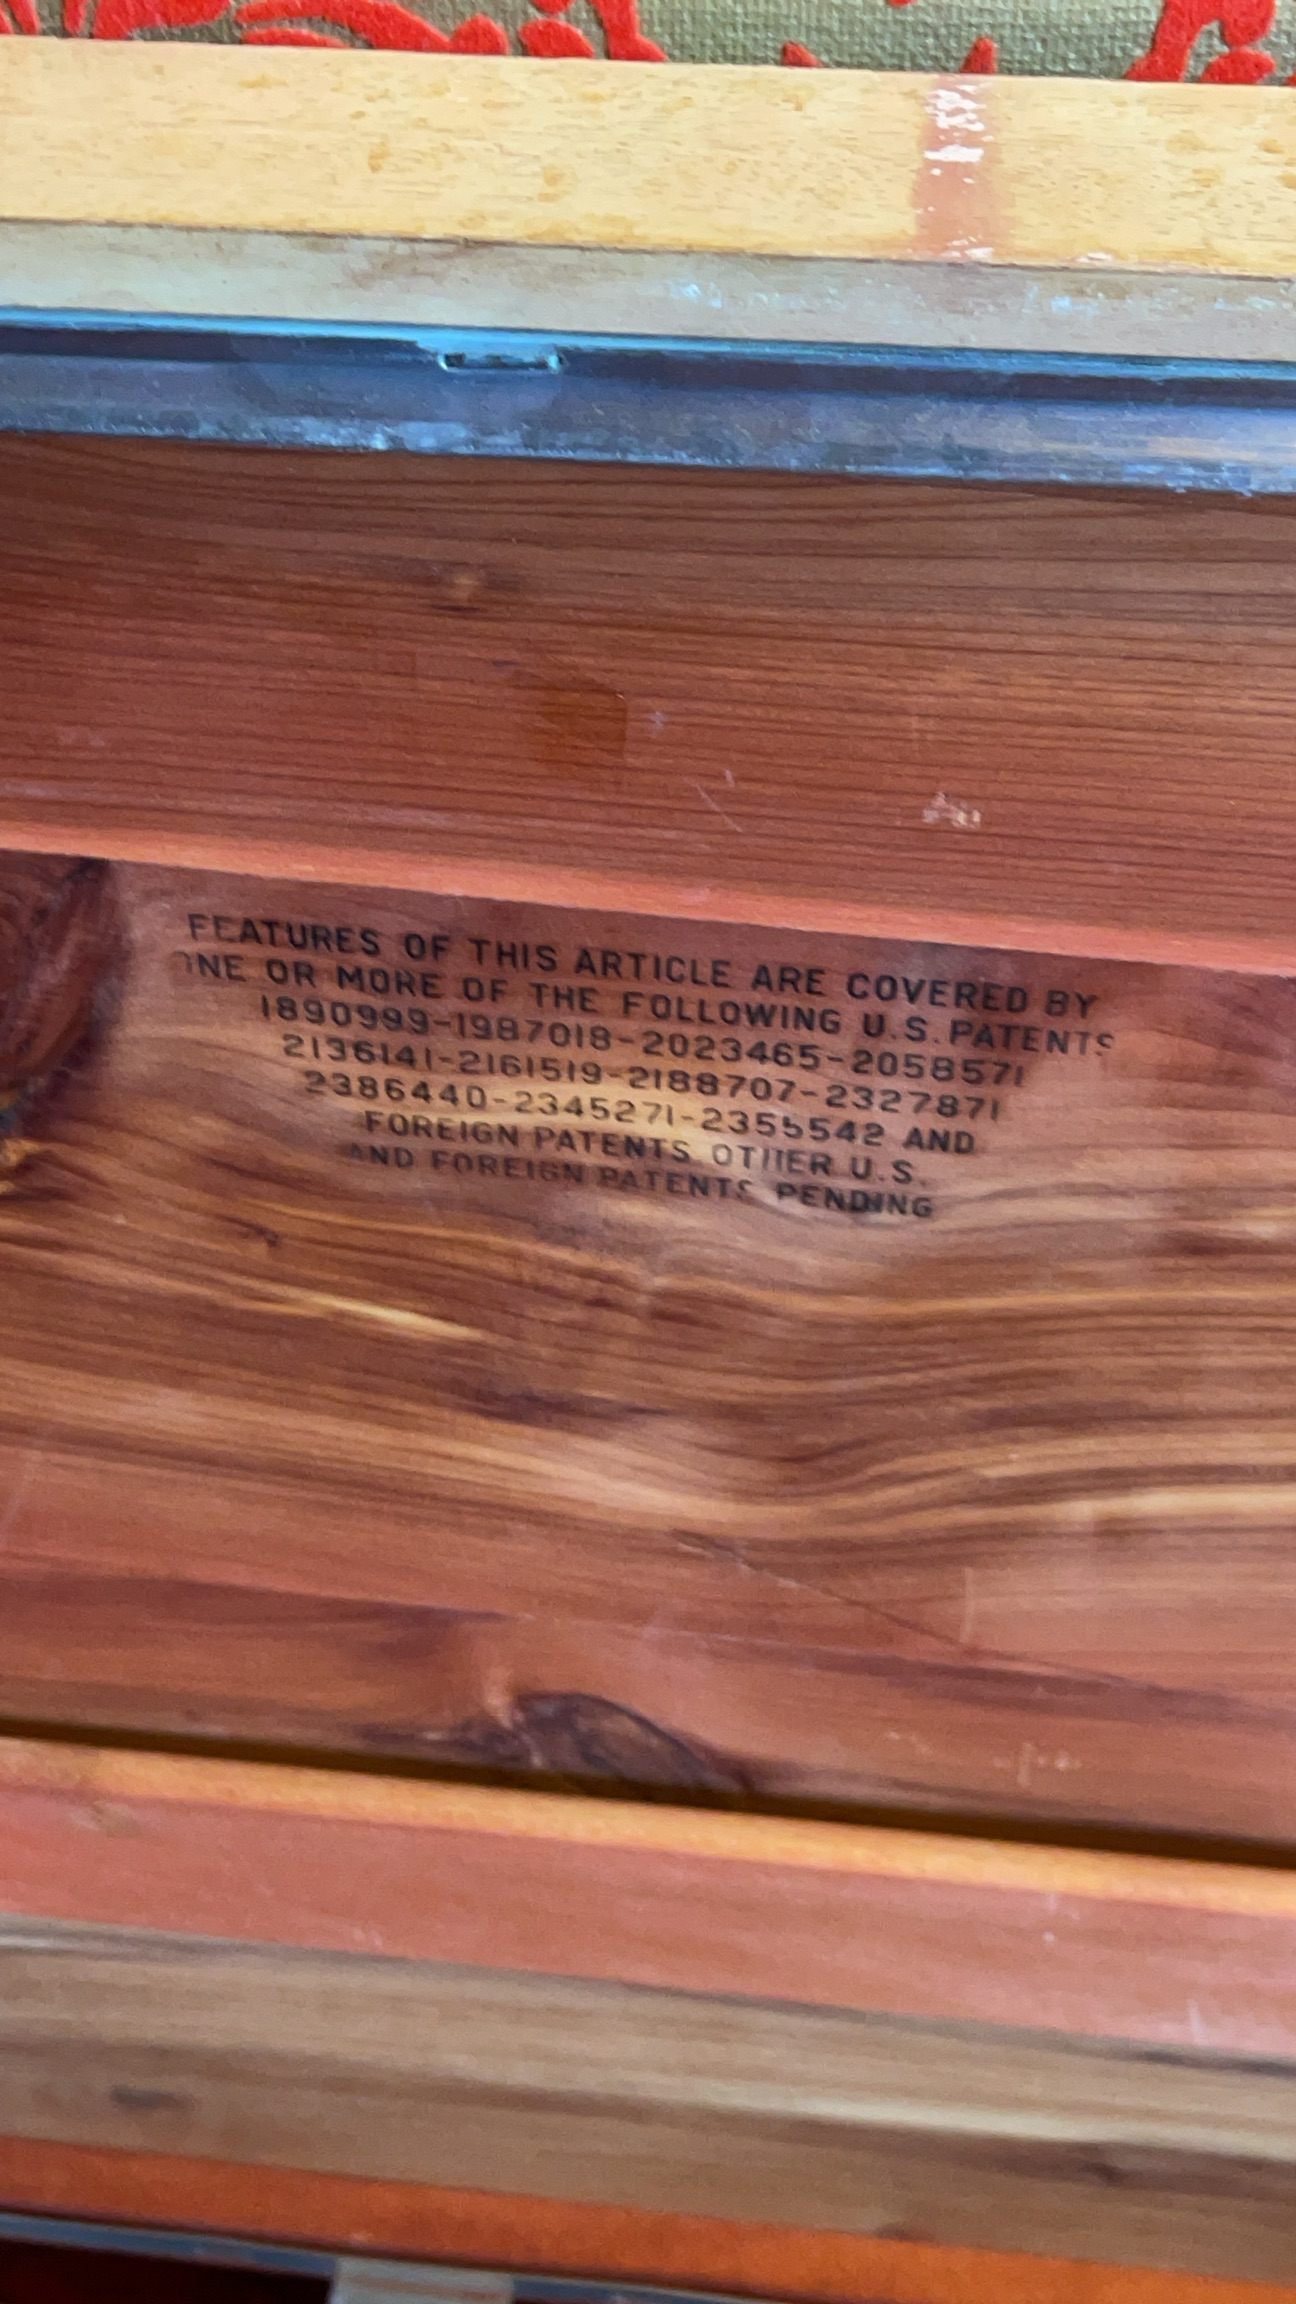 FEATURES OF THIS ARTICLE ARE COVERED BY
ONE OR MORE OF THE FOLLOWING U.S. PATENTS
1890999-1987018-2023465-2058571
2136141-2161519-2188707-2327871
2386440-2345271-2355542 AND
FOREIGN PATENTS OTHER U.S.
AND FOREIGN PATENTS PENDING